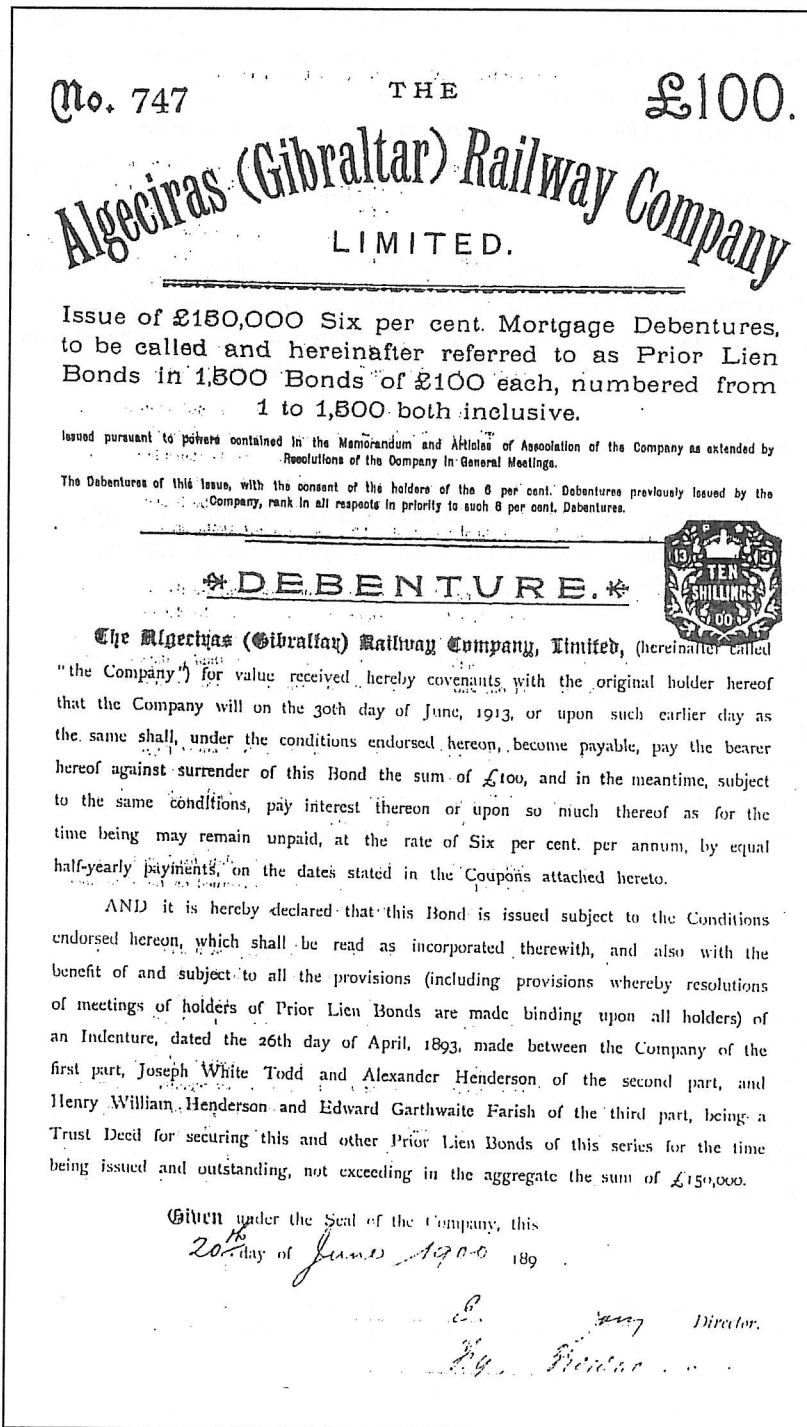 No. 747
THE
£100.
Algeciras (Gibraltar) Railway Company
LIMITED.
Issue of £150,000 Six per cent. Mortgage Debentures,
to be called and hereinafter referred to as Prior Lien
Bonds in 1,500 Bonds of £100 each, numbered from
1 to 1,500 both inclusive.
Issued pursuant to powers contained in the Memorandum and Articles of Association of the Company as extended by
Resolutions of the Company in General Meetings.
The Debentures of this Issue, with the consent of the holders of the 6 per cent. Debentures previously issued by the
Company, rank in all respects in priority to such 6 per cent. Debentures.
TEN
SHILLINGS
DEBENTURE.
The Algeciras (Gibraltar) Railway Company, Limited, (hereinafter called
"the Company") for value received hereby covenants with the original holder hereof
that the Company will on the 30th day of June, 1913, or upon such earlier day as
the same shall, under the conditions endorsed hereon, become payable, pay the bearer
hereof against surrender of this Bond the sum of £100, and in the meantime, subject
to the same conditions, pay interest thereon or upon so much thereof as for the
time being may remain unpaid, at the rate of Six per cent. per annum, by equal
half-yearly payments, on the dates stated in the Coupons attached hereto.
AND it is hereby declared that this Bond is issued subject to the Conditions
endorsed hereon, which shall be read as incorporated therewith, and also with the
benefit of and subject to all the provisions (including provisions whereby resolutions
of meetings of holders of Prior Lien Bonds are made binding upon all holders) of
an Indenture, dated the 26th day of April, 1893, made between the Company of the
first part, Joseph White Todd and Alexander Henderson of the second part, and
Henry William Henderson and Edward Garthwaite Farish of the third part, being a
Trust Deed for securing this and other Prior Lien Bonds of this series for the time
being issued and outstanding, not exceeding in the aggregate the sum of £150,000.
Given under the Seal of the Company, this
20th day of June 1900 189 .
Director.